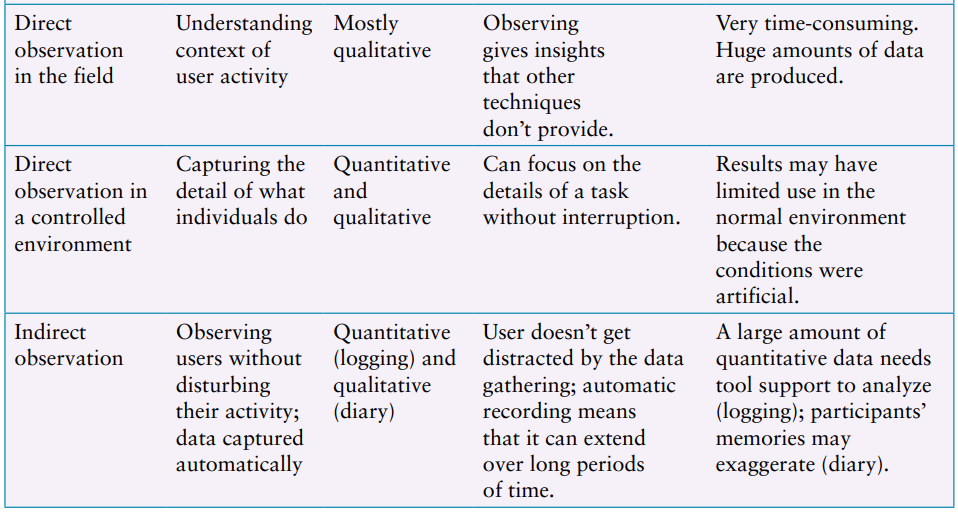 Direct
observation
in the field
Understanding
context of
user activity
Mostly
qualitative
Observing
gives insights
that other
techniques
don’t provide.
Very time-consuming.
Huge amounts of data
are produced.
Direct
observation in
a controlled
environment
Capturing the
detail of what
individuals do
Quantitative
and
qualitative
Can focus on the
details of a task
without interruption.
Results may have
limited use in the
normal environment
because the
conditions were
artificial.
Indirect
observation
Observing
users without
disturbing
their activity;
data captured
automatically
Quantitative
(logging) and
qualitative
(diary)
User doesn’t get
distracted by the data
gathering; automatic
recording means
that it can extend
over long periods
of time.
A large amount of
quantitative data needs
tool support to analyze
(logging); participants’
memories may
exaggerate (diary).